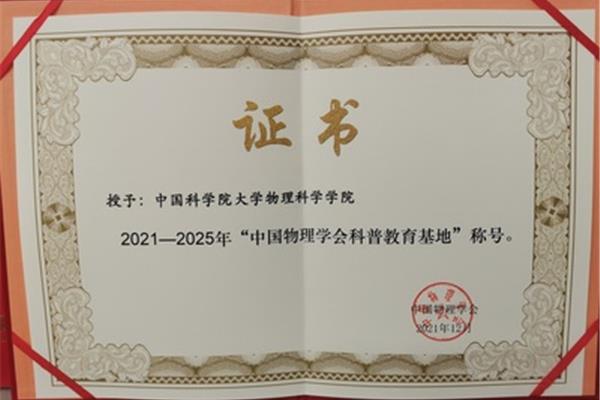 证书
授予：中国科学院大学物理科学学院
2021—2025年“中国物理学会科普教育基地”称号。
中国物理学会
2021年12月